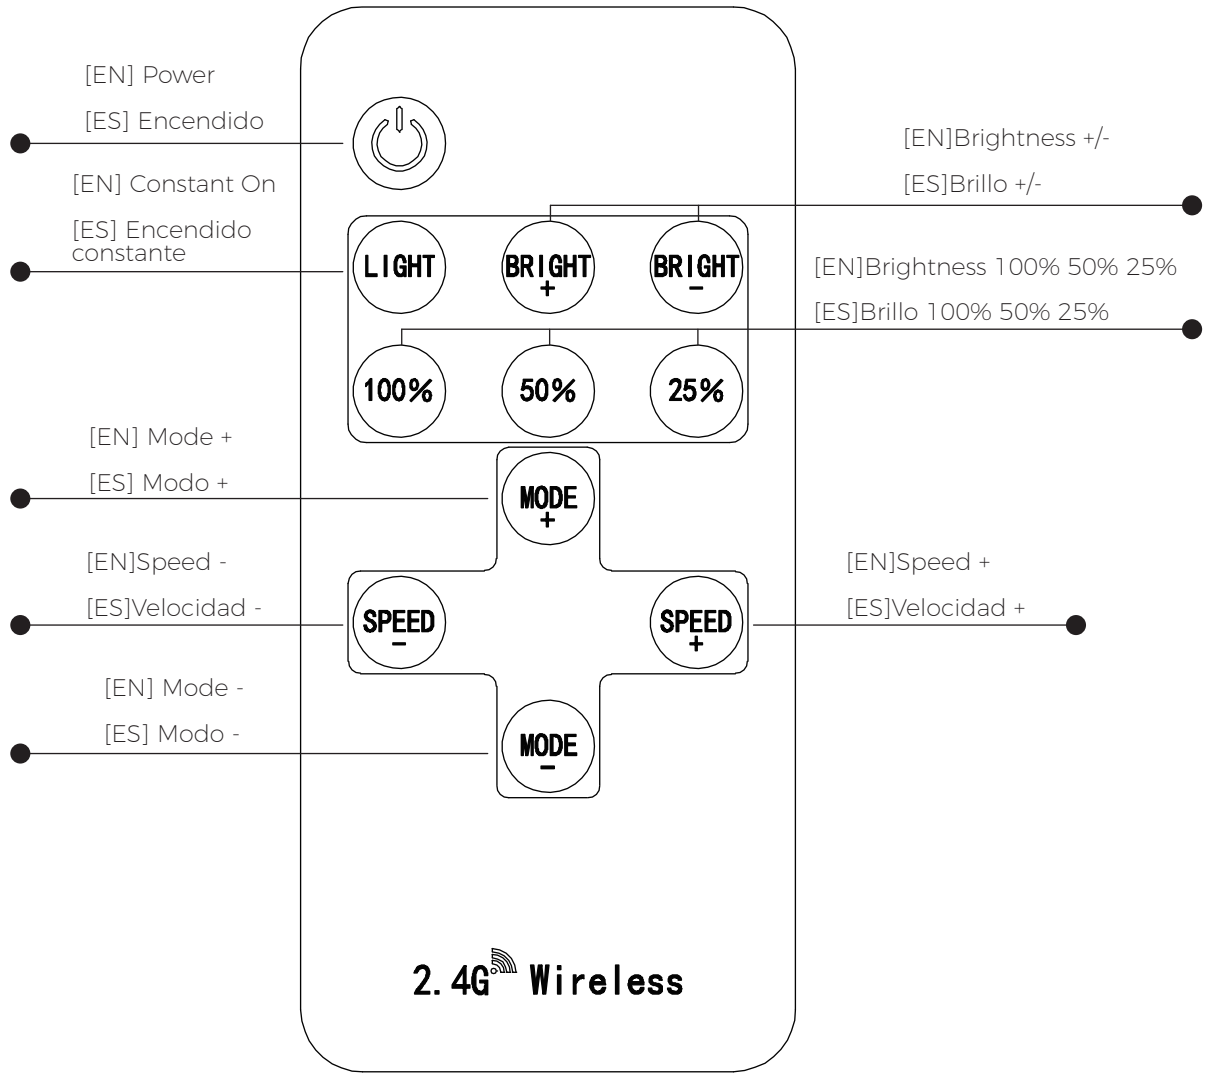 [EN] Power
[ES] Encendido
[EN] Constant On
[ES] Encendido
constante
[EN]Brightness +/-
[ES]Brillo +/-
LIGHT
BRIGHT
+
BRIGHT
-
[EN]Brightness 100% 50% 25%
[ES]Brillo 100% 50% 25%
100%
50%
25%
[EN] Mode +
[ES] Modo +
MODE
+
[EN]Speed -
[ES]Velocidad -
SPEED
-
SPEED
+
[EN]Speed +
[ES]Velocidad +
[EN] Mode -
[ES] Modo -
MODE
-
2.4G Wireless